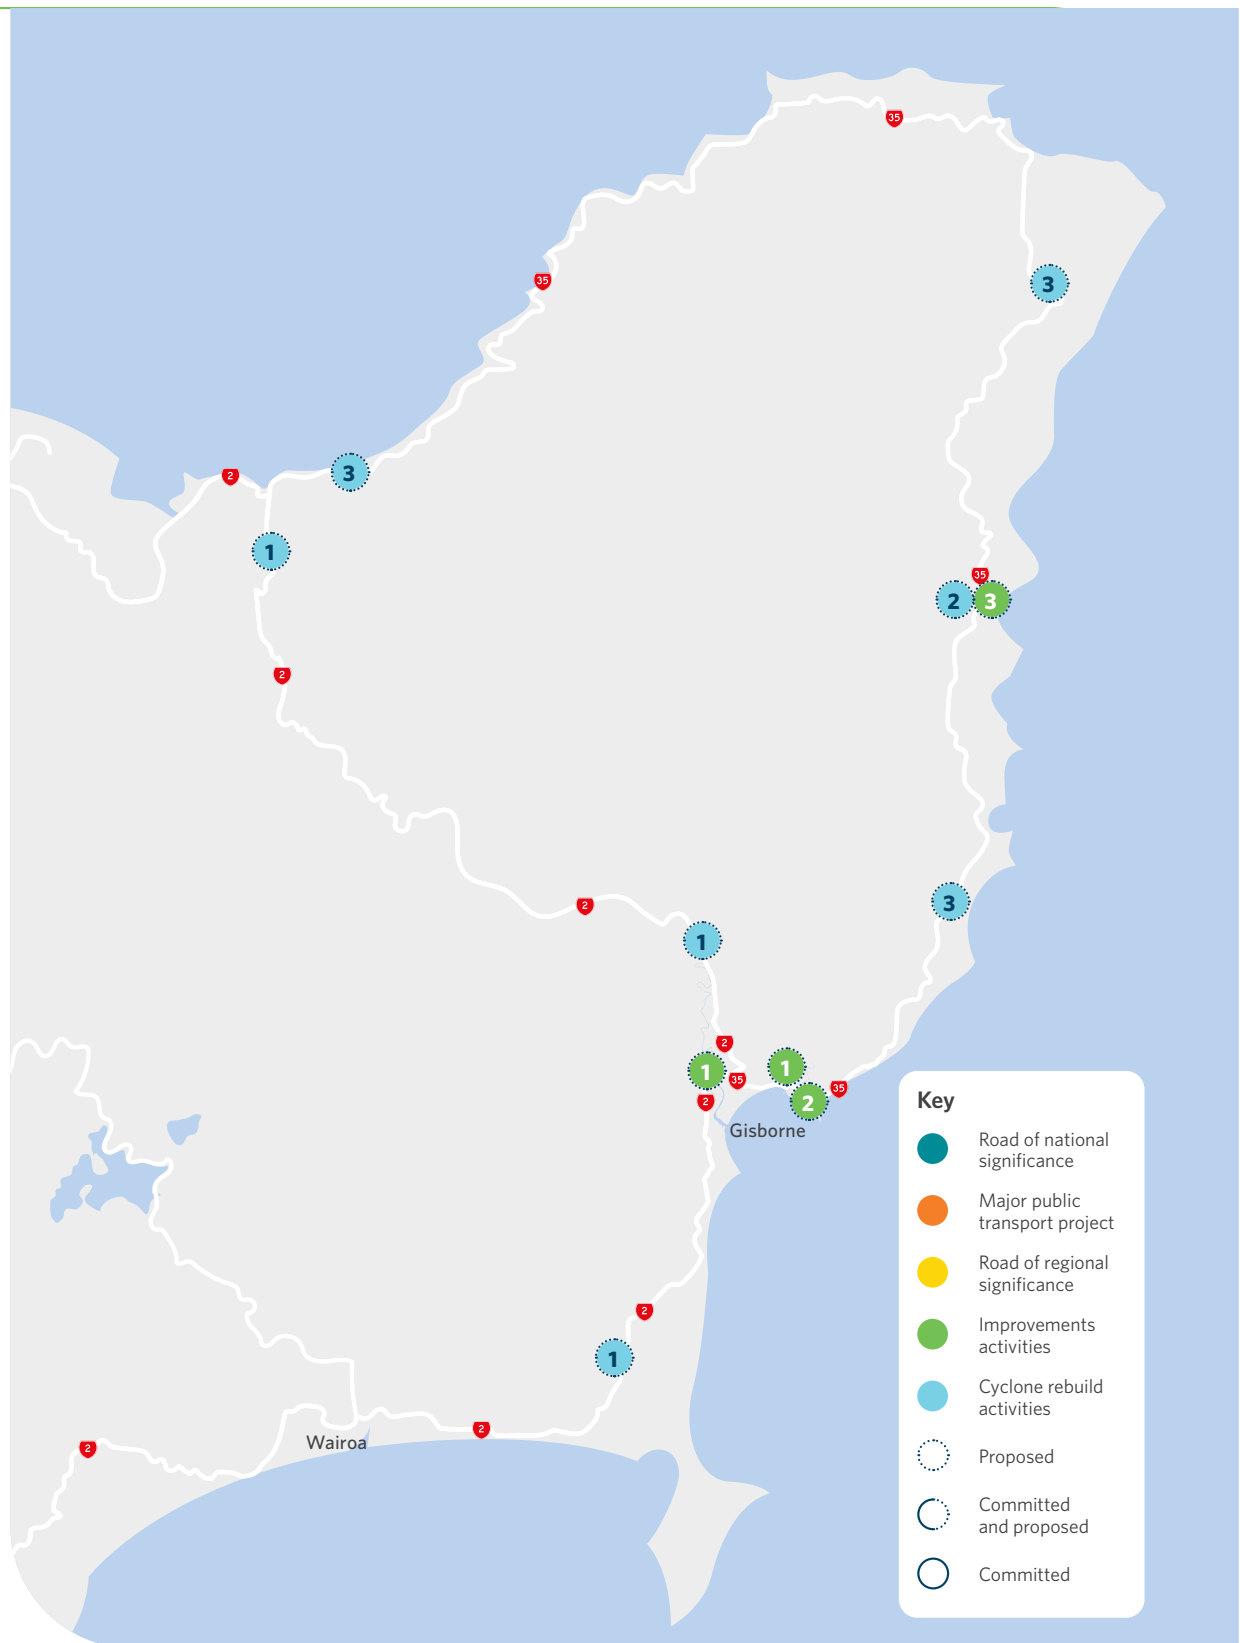 35
3
35
2
3
1
35
2
3
2
2
3
1
2
1
1
35
35
2
2
Gisborne
2
1
2
Wairoa
2
Key
Road of national
significance
Major public
transport project
Road of regional
significance
Improvements
activities
Cyclone rebuild
activities
Proposed
Committed
and proposed
Committed